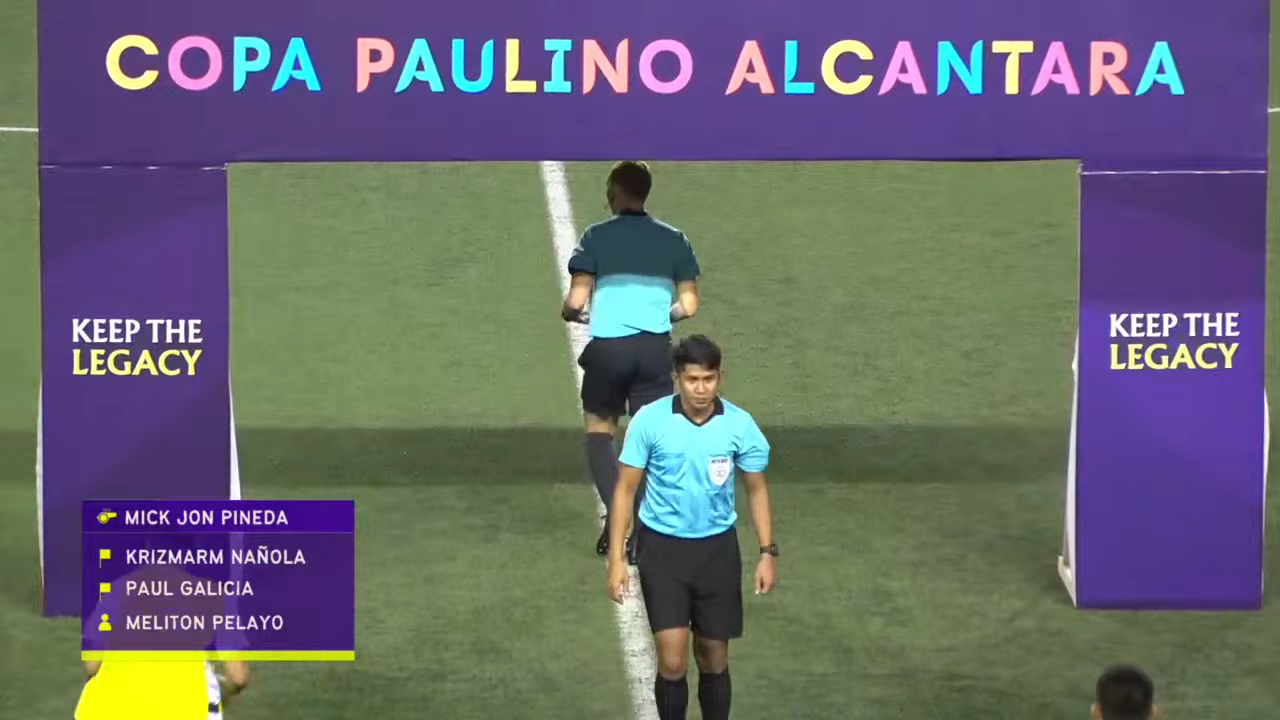 COPA PAULINO ALCANTARA
KEEP THE
LEGACY
KEEP THE
LEGACY
MICK JON PINEDA
KRIZMARM NAÑOLA
PAUL GALICIA
MELITON PELAYO